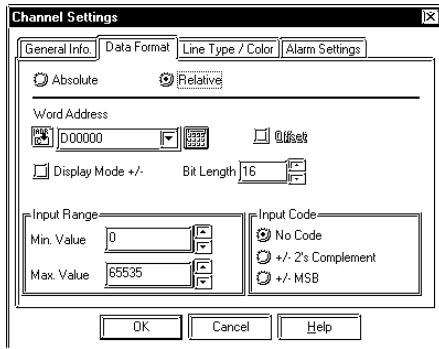 Channel Settings
General Info. Data Format Line Type / Color Alarm Settings
Absolute Relative
Word Address
D00000 Offset
Display Mode +/- Bit Length 16
Input Range Input Code
Min. Value 0 No Code
+/- 2's Complement
Max. Value 65535 +/- MSB
OK Cancel Help